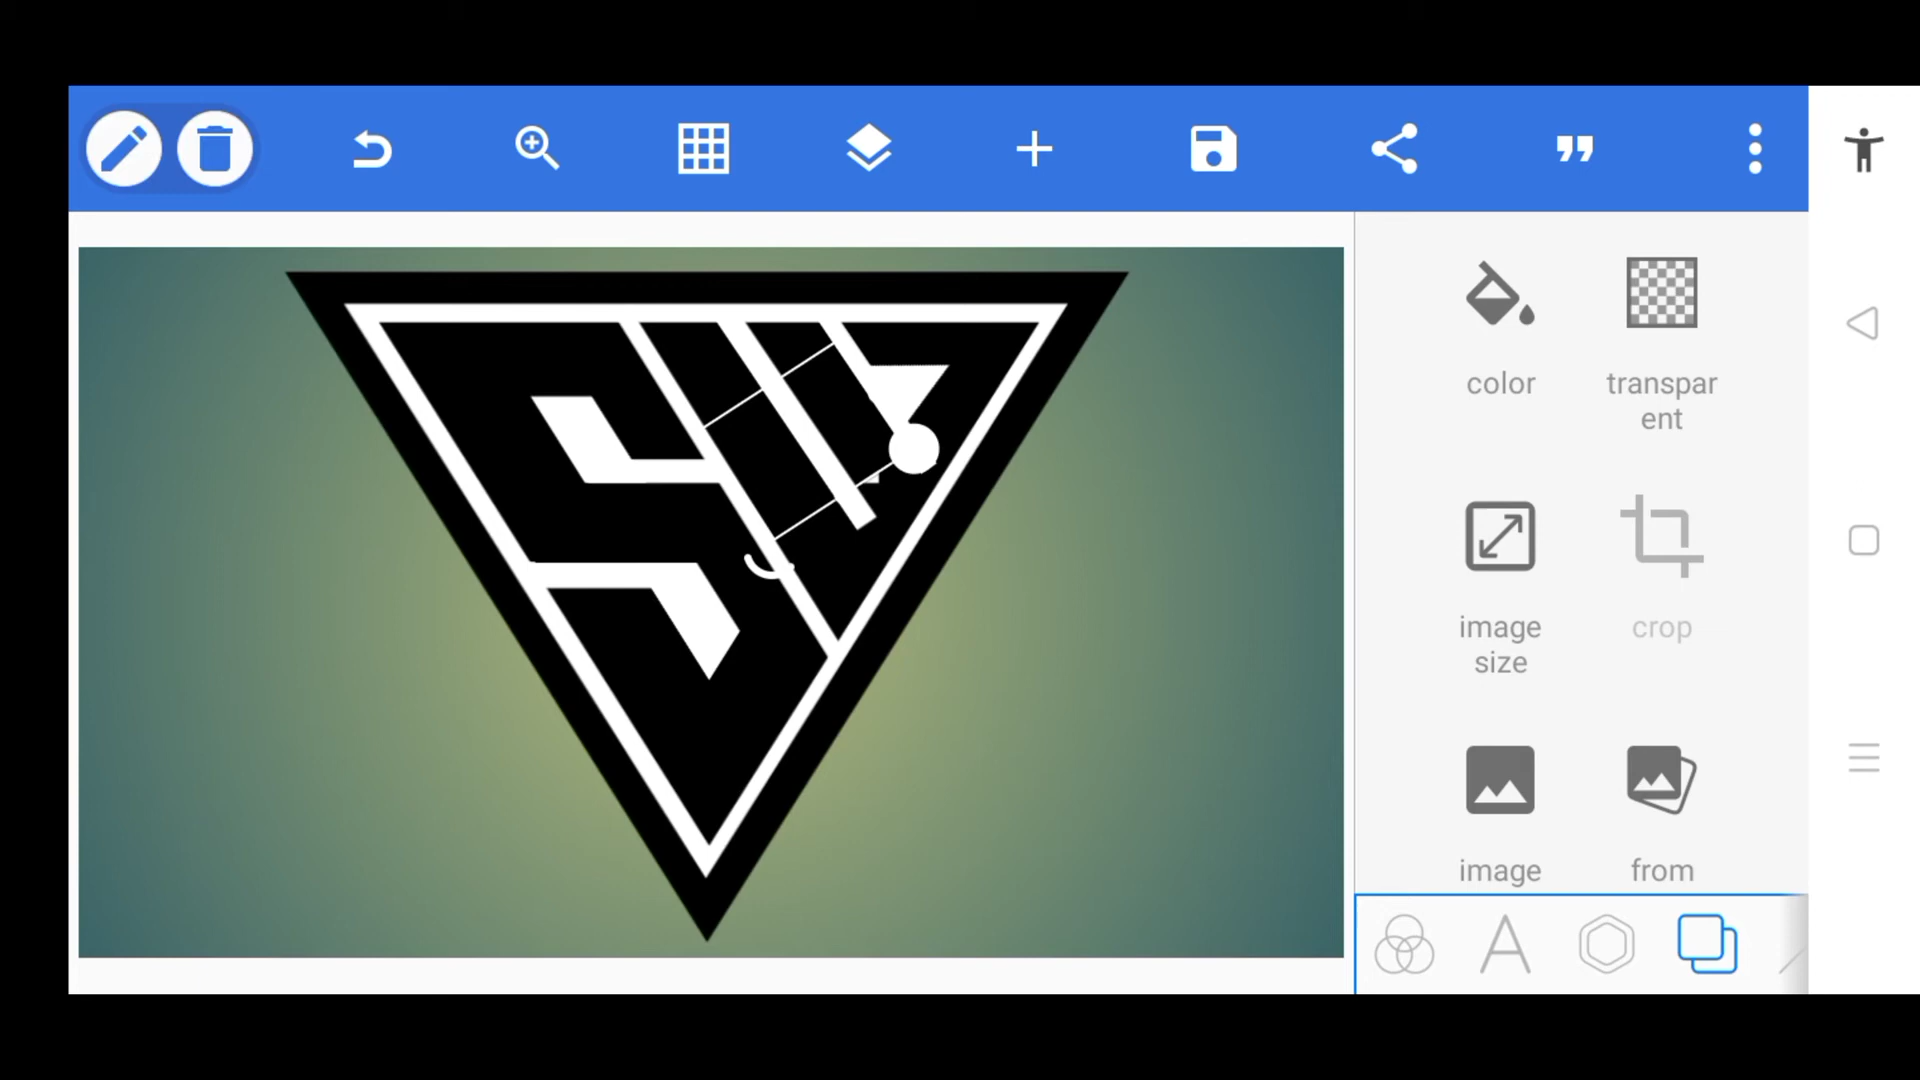 color
transpar
ent
image
size
crop
image
from